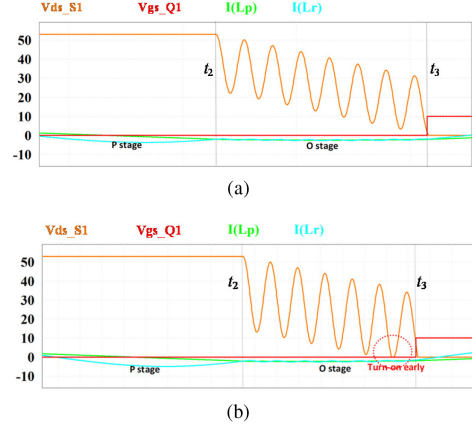 Vds_S1 Vgs_Q1 I(Lp) I(Lr)
50
40
30
20
10
0
-10
t2 t3
P stage O stage
(a)
Vds_S1 Vgs_Q1 I(Lp) I(Lr)
50
40
30
20
10
0
-10
t2 t3
P stage O stage Turn on early
(b)